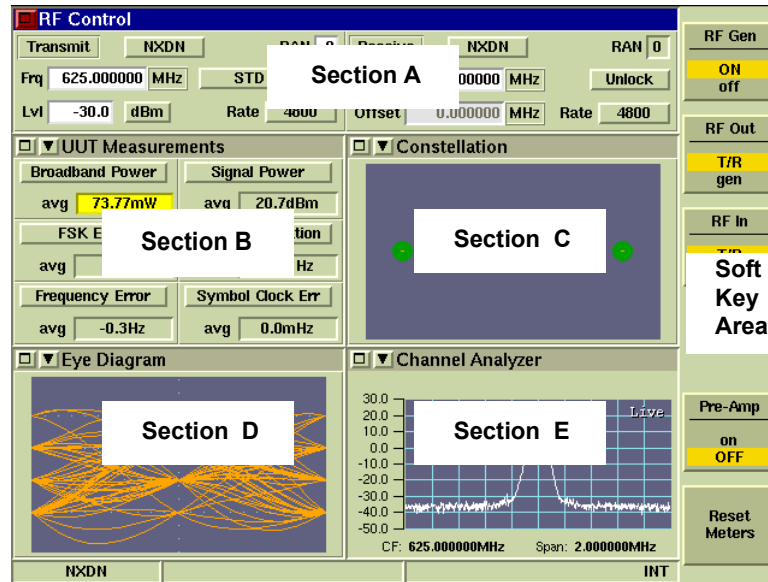 RF Control
Transmit NXDN RAN 0 Receive NXDN RAN 0
Frq 625.000000 MHz STD 00000 MHz Unlock
Section A
Lvl -30.0 dBm Rate 4800 Offset 0.000000 MHz Rate 4800
UUT Measurements
Broadband Power Signal Power
avg 73.77mW avg 20.7dBm
FSK E tion
Section B
avg Hz
Frequency Error Symbol Clock Err
avg -0.3Hz avg 0.0mHz
Constellation
Section C
Eye Diagram
Section D
Channel Analyzer
30.0
20.0
10.0
0.0
-10.0
-20.0
-30.0
-40.0
-50.0
Live
Section E
CF: 625.000000MHz Span: 2.000000MHz
NXDN INT
RF Gen
ON
off
RF Out
T/R
gen
RF In
T/R
Soft
Key
Area
Pre-Amp
on
OFF
Reset
Meters